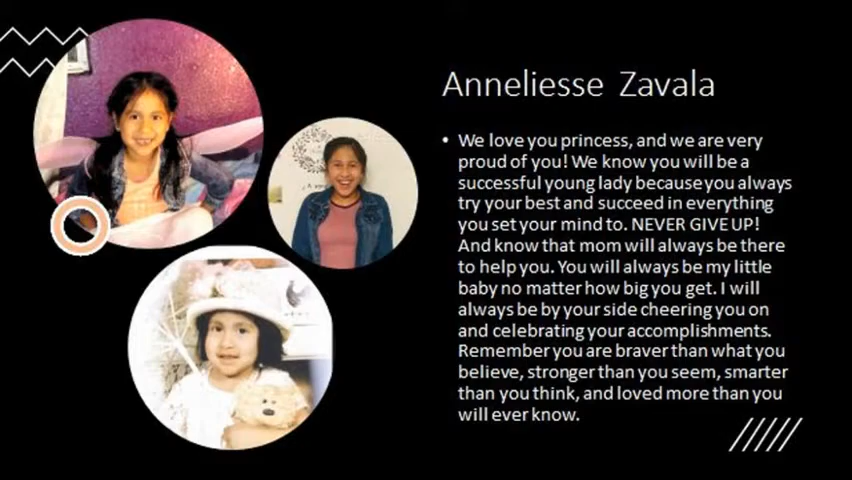 Anneliesse Zavala
• We love you princess, and we are very
proud of you! We know you will be a
successful young lady because you always
try your best and succeed in everything
you set your mind to. NEVER GIVE UP!
And know that mom will always be there
to help you. You will always be my little
baby no matter how big you get. I will
always be by your side cheering you on
and celebrating your accomplishments.
Remember you are braver than what you
believe, stronger than you seem, smarter
than you think, and loved more than you
will ever know.